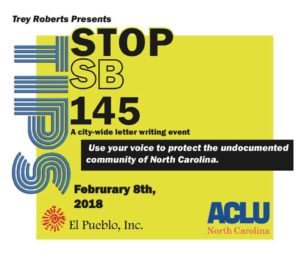 Trey Roberts Presents
TIPS
STOP
SB
145
A city-wide letter writing event
Use your voice to protect the undocumented
community of North Carolina.
Februrary 8th,
2018
El Pueblo, Inc.
ACLU
North Carolina